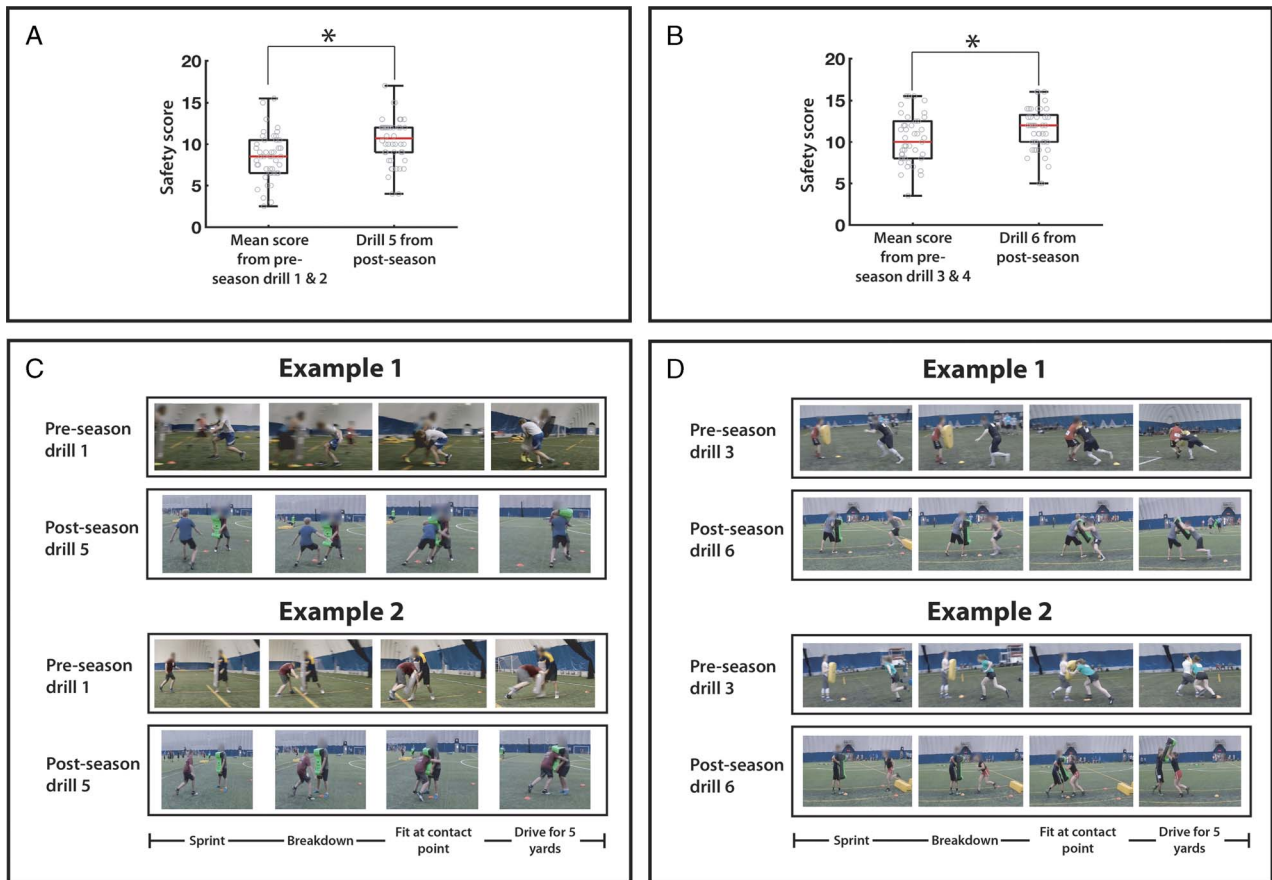 A
*
20
15
10
5
0
Safety score
Mean score
from pre-
season drill 1 & 2
Drill 5 from
post-season
B
*
20
15
10
5
0
Safety score
Mean score
from pre-
season drill 3 & 4
Drill 6 from
post-season
C
Example 1
Pre-season
drill 1
Post-season
drill 5
Example 2
Pre-season
drill 1
Post-season
drill 5
Sprint
Breakdown
Fit at contact
point
Drive for 5
yards
D
Example 1
Pre-season
drill 3
Post-season
drill 6
Example 2
Pre-season
drill 3
Post-season
drill 6
Sprint
Breakdown
Fit at contact
point
Drive for 5
yards